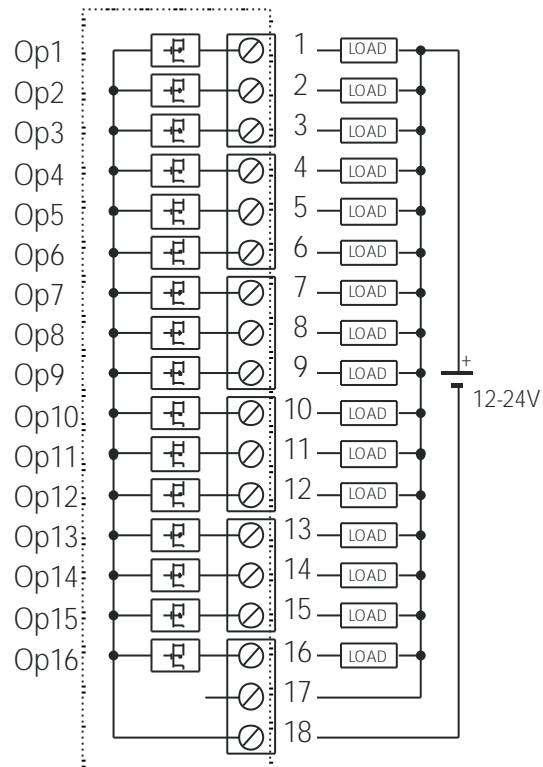 Op1 1 LOAD
Op2 2 LOAD
Op3 3 LOAD
Op4 4 LOAD
Op5 5 LOAD
Op6 6 LOAD
Op7 7 LOAD
Op8 8 LOAD
Op9 9 LOAD +
12-24V
Op10 10 LOAD
Op11 11 LOAD
Op12 12 LOAD
Op13 13 LOAD
Op14 14 LOAD
Op15 15 LOAD
Op16 16 LOAD
17
18